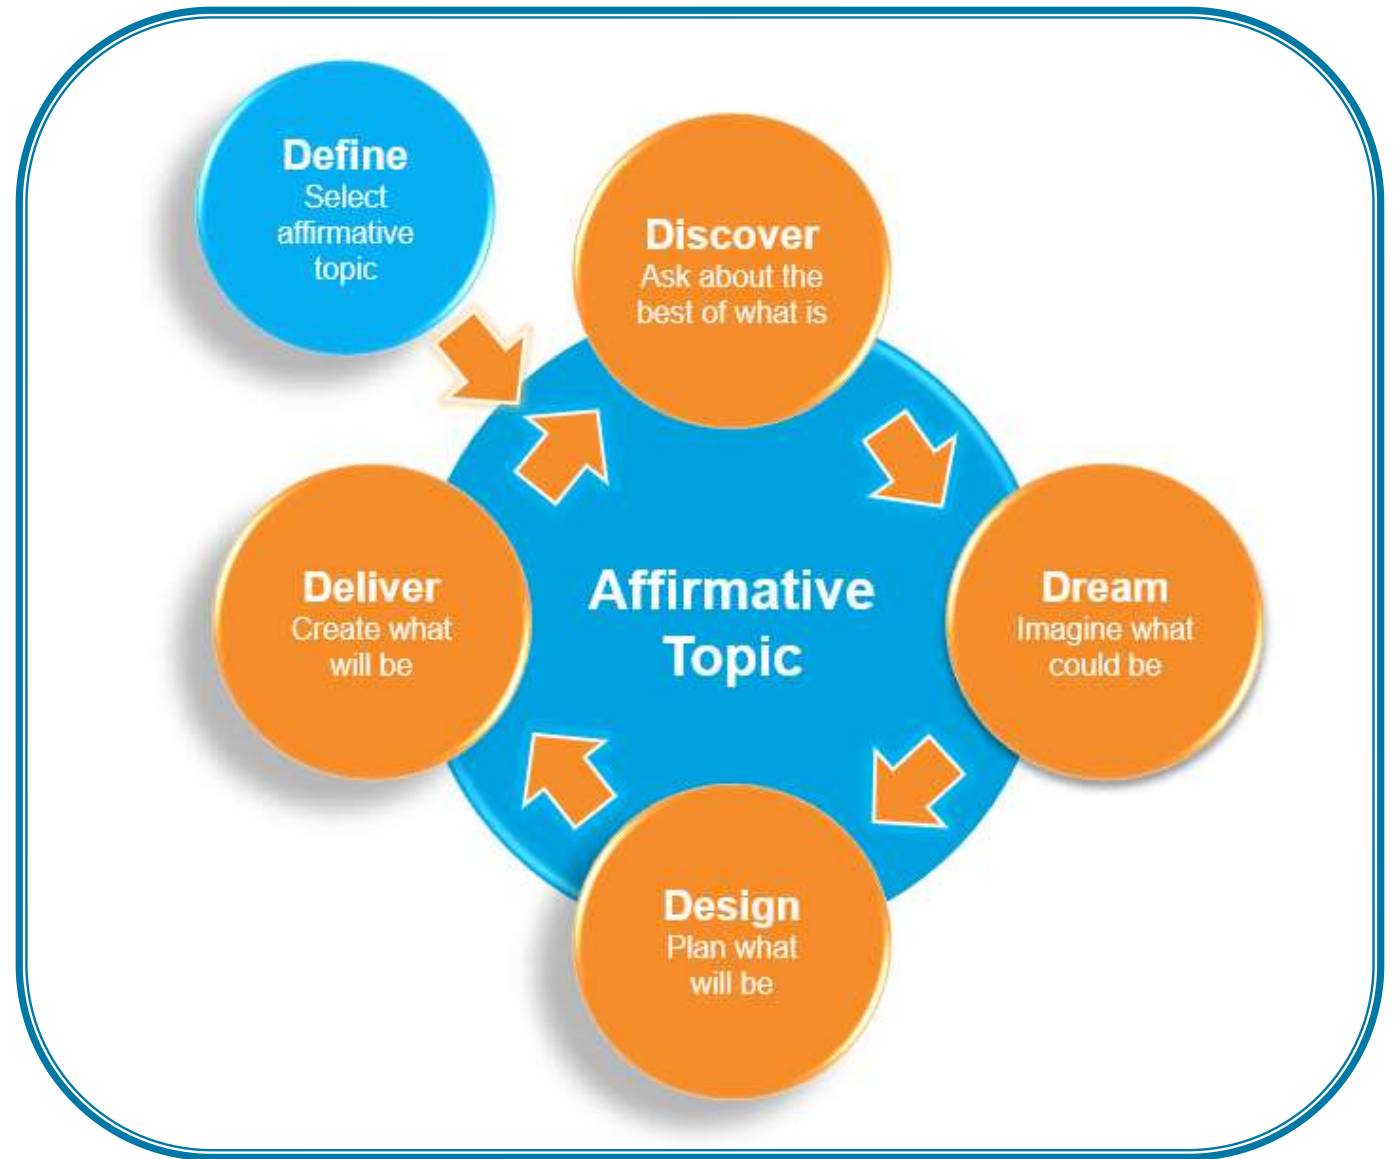 Define
Select
affirmative
topic
Discover
Ask about the
best of what is
Dream
Imagine what
could be
Design
Plan what
will be
Deliver
Create what
will be
Affirmative
Topic